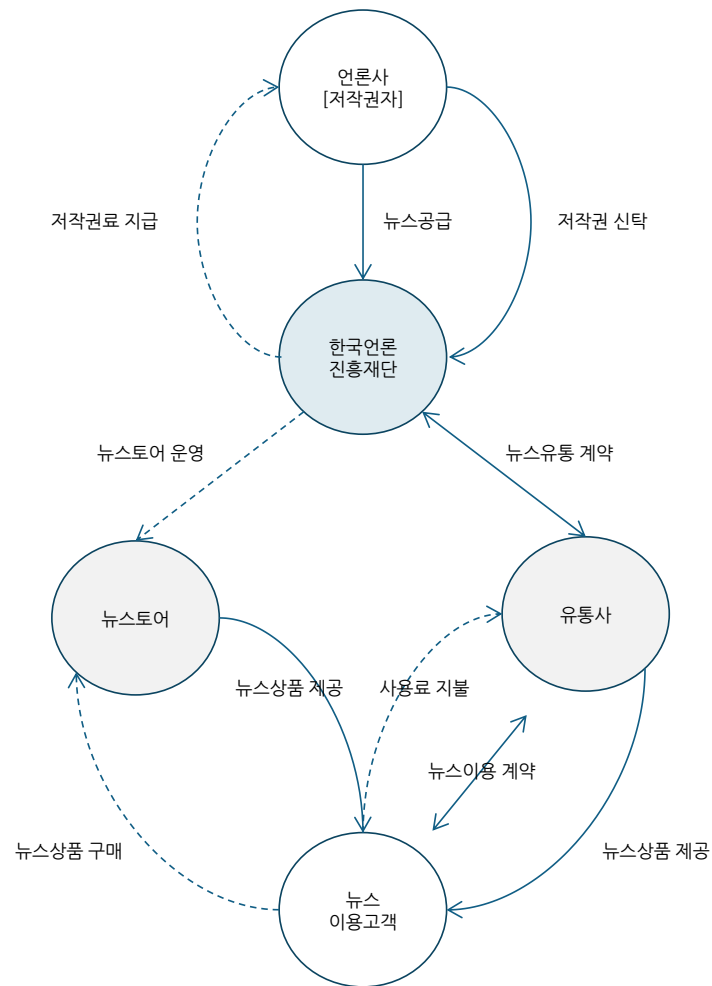 언론사
[저작권자]
저작권료 지급
뉴스공급
저작권 신탁
한국언론
진흥재단
뉴스토어 운영
뉴스유통 계약
뉴스토어
유통사
뉴스상품 제공
사용료 지불
뉴스이용 계약
뉴스상품 구매
뉴스상품 제공
뉴스
이용고객